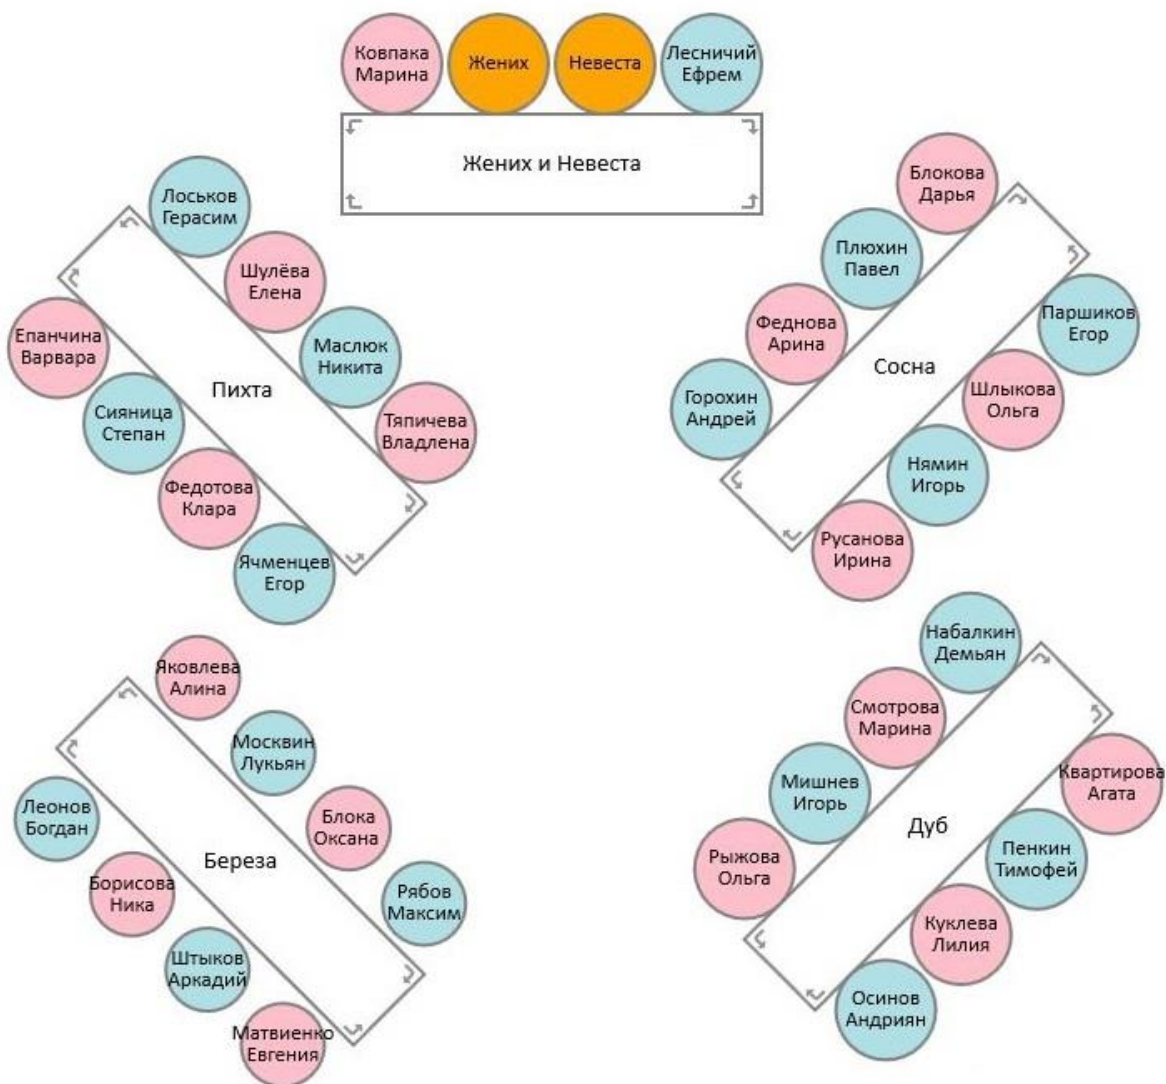 Ковпака
Марина
Жених
Невеста
Лесничий
Ефрем
Жених и Невеста
Лоськов
Герасим
Шулёва
Елена
Маслюк
Никита
Тяпичева
Владлена
Пихта
Епанчина
Варвара
Сияница
Степан
Федотова
Клара
Ячменцев
Егор
Блокова
Дарья
Плюхин
Павел
Феднова
Арина
Горохин
Андрей
Сосна
Паршиков
Егор
Шлыкова
Ольга
Нямин
Игорь
Русанова
Ирина
Яковлева
Алина
Москвин
Лукьян
Блока
Оксана
Рябов
Максим
Береза
Леонов
Богдан
Борисова
Ника
Штыков
Аркадий
Матвиенко
Евгения
Набалкин
Демьян
Смотрова
Марина
Мишнев
Игорь
Рыжова
Ольга
Дуб
Квартирова
Агата
Пенкин
Тимофей
Куклева
Лилия
Осинов
Андриян